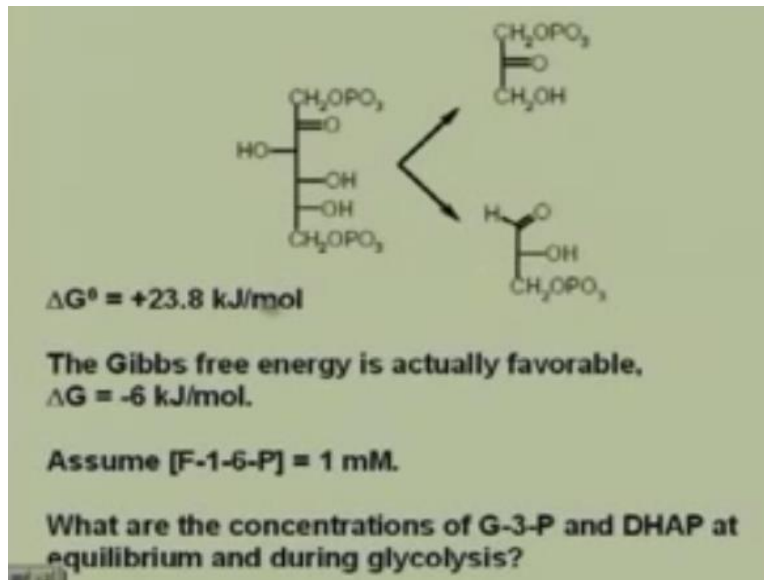 CH₂OPO₃
O
CH₂OH
CH₂OPO₃
O
HO
OH
OH
CH₂OPO₃
H O
OH
CH₂OPO₃
ΔG° = +23.8 kJ/mol
The Gibbs free energy is actually favorable,
ΔG = -6 kJ/mol.
Assume [F-1-6-P] = 1 mM.
What are the concentrations of G-3-P and DHAP at
equilibrium and during glycolysis?